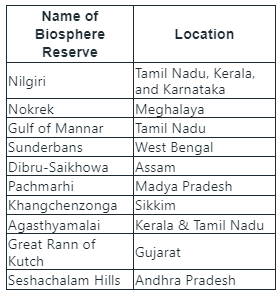 Name of
Biosphere
Reserve
Location
Nilgiri
Tamil Nadu, Kerala,
and Karnataka
Nokrek
Meghalaya
Gulf of Mannar
Tamil Nadu
Sunderbans
West Bengal
Dibru-Saikhowa
Assam
Pachmarhi
Madya Pradesh
Khangchenzonga
Sikkim
Agasthyamalai
Kerala & Tamil Nadu
Great Rann of
Kutch
Gujarat
Seshachalam Hills
Andhra Pradesh